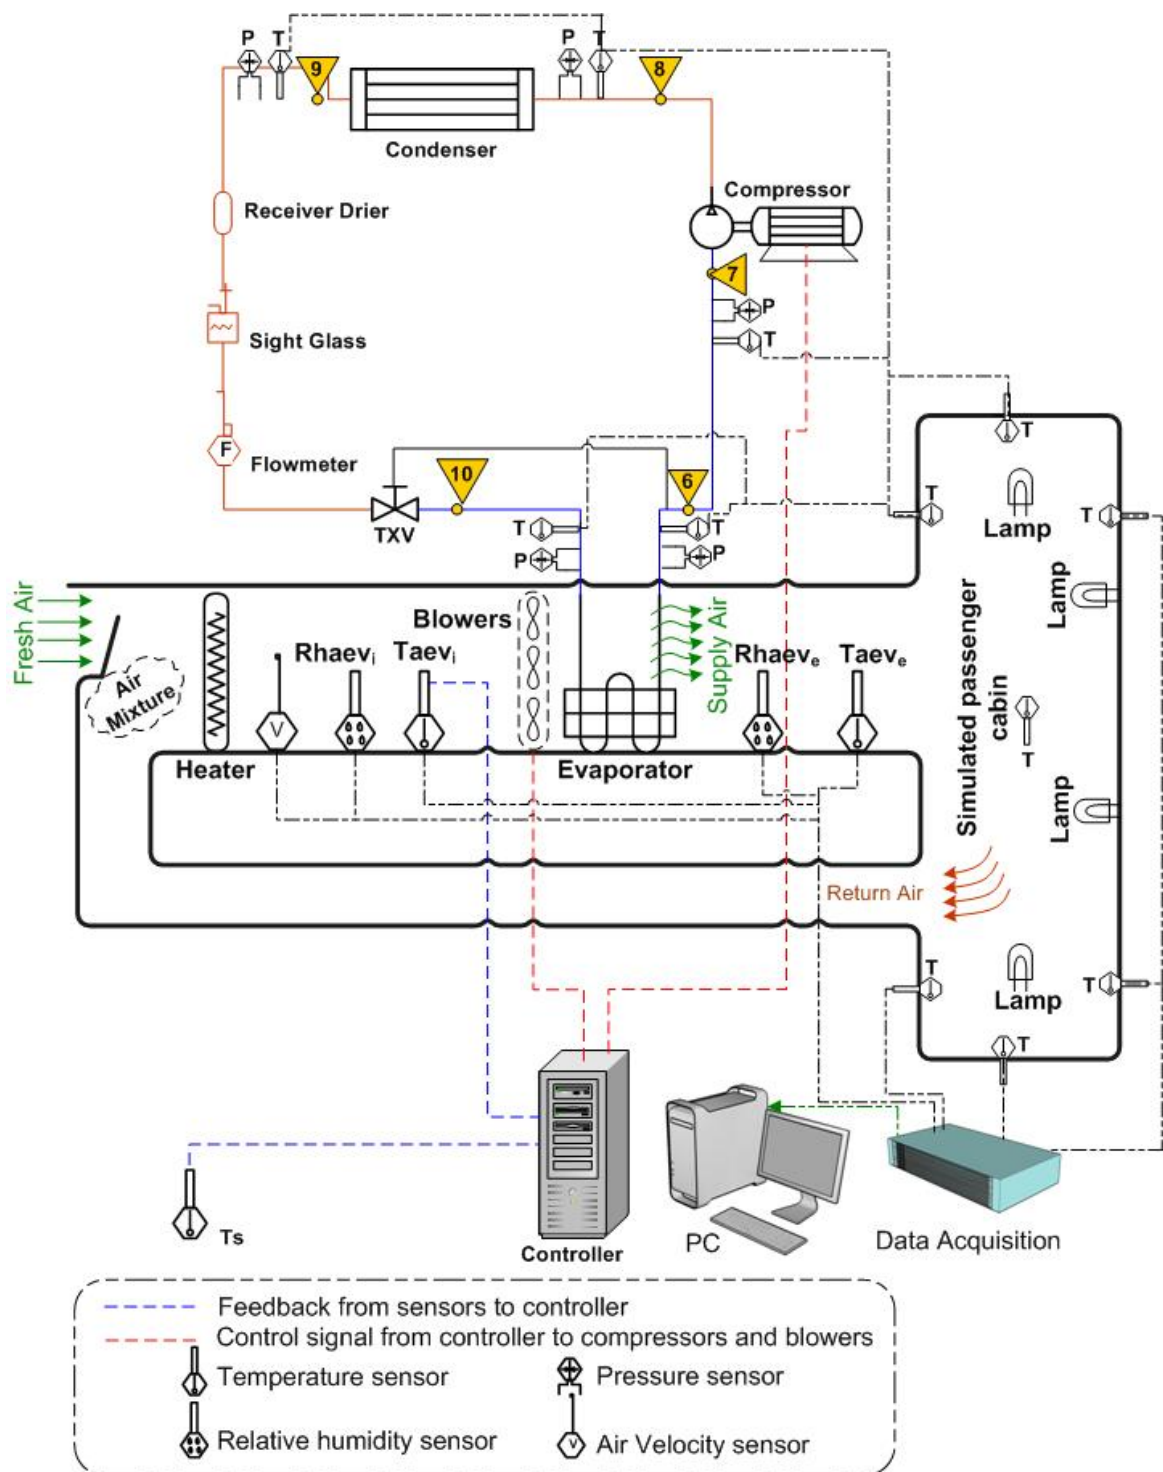 P
T
9
P
T
8
Condenser
Compressor
Receiver Drier
7
P
T
Sight Glass
T
F
Flowmeter
10
6
T
T
Lamp
TXV
T
T
P
P
Fresh Air
Air
Mixture
Blowers
Supply Air
Lamp
Rhaevᵢ
Taevᵢ
Rhaevₑ
Taevₑ
V
Simulated passenger
cabin
T
Heater
Evaporator
Lamp
Return Air
T
T
Lamp
T
Ts
Controller
PC
Data Acquisition
Feedback from sensors to controller
Control signal from controller to compressors and blowers
Temperature sensor
Pressure sensor
Relative humidity sensor
V
Air Velocity sensor